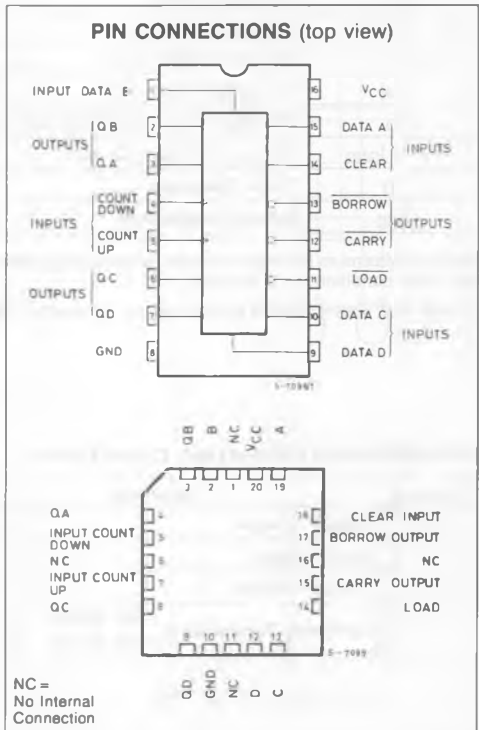 PIN CONNECTIONS (top view)
INPUT DATA B 1
16 VCC
OUTPUTS
QB 2
15 DATA A
INPUTS
QA 3
14 CLEAR
INPUTS
COUNT DOWN 4
13 BORROW
OUTPUTS
COUNT UP 5
12 CARRY
OUTPUTS
QC 6
11 LOAD
QD 7
10 DATA C
INPUTS
GND 8
9 DATA D
QB B NC VCC A
3 2 1 20 19
QA 4
18 CLEAR INPUT
INPUT COUNT DOWN 5
17 BORROW OUTPUT
NC 6
16 NC
INPUT COUNT UP 7
15 CARRY OUTPUT
QC 8
14 LOAD
9 10 11 12 13
S-7099
QD GND NC D C
NC =
No Internal
Connection